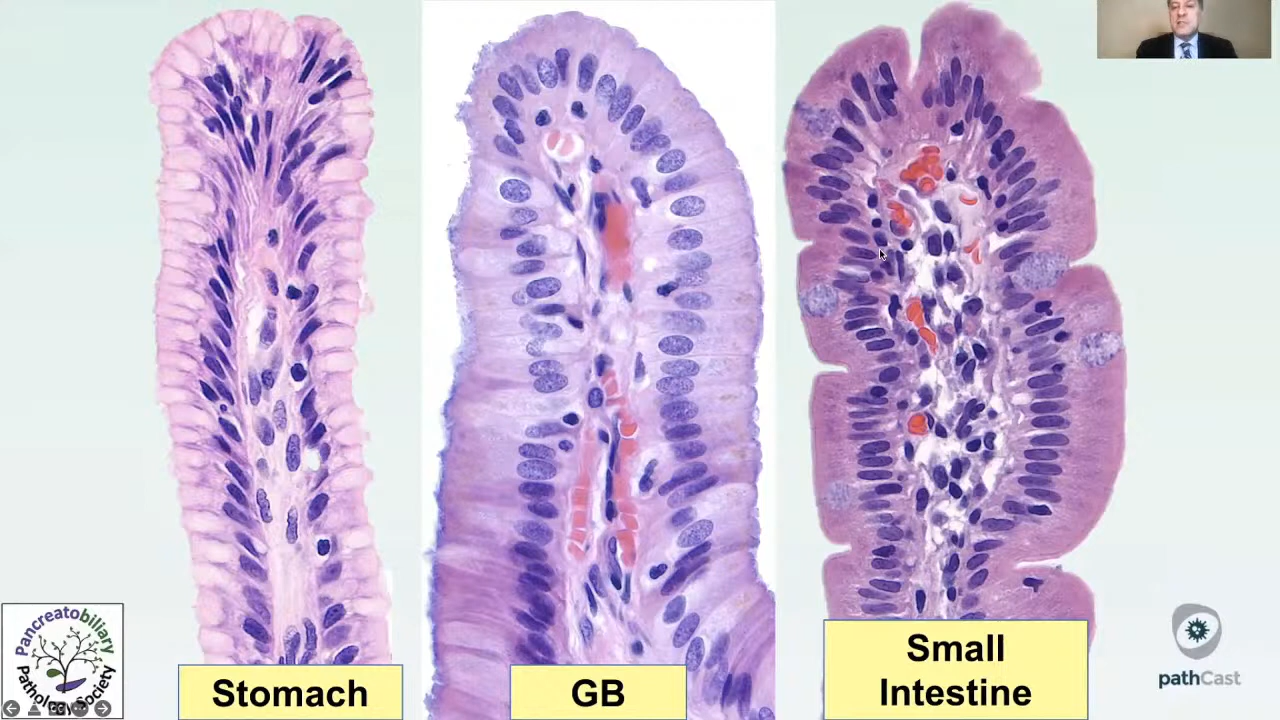 Stomach
GB
Small
Intestine
Pancreatobiliary
Pathology Society
pathCast